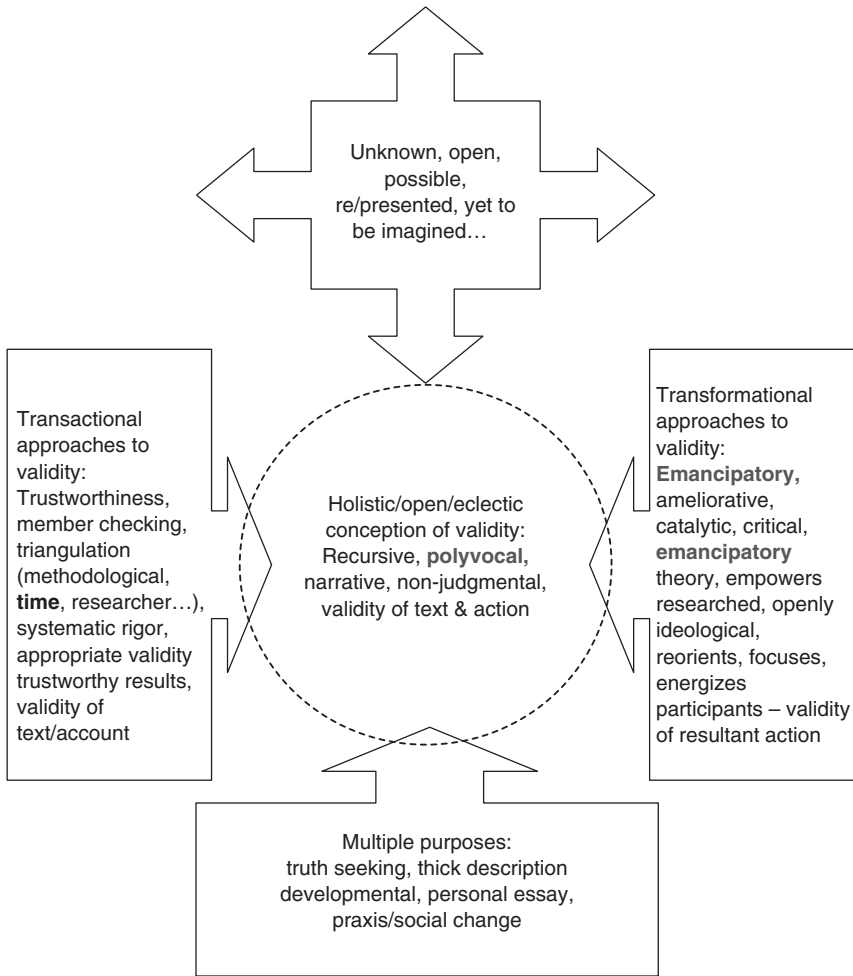 Unknown, open,
possible,
re/presented, yet to
be imagined…
Transactional
approaches to
validity:
Trustworthiness,
member checking,
triangulation
(methodological,
time, researcher…),
systematic rigor,
appropriate validity
trustworthy results,
validity of
text/account
Holistic/open/eclectic
conception of validity:
Recursive, polyvocal,
narrative, non-judgmental,
validity of text & action
Transformational
approaches to
validity:
Emancipatory,
ameliorative,
catalytic, critical,
emancipatory
theory, empowers
researched, openly
ideological,
reorients, focuses,
energizes
participants – validity
of resultant action
Multiple purposes:
truth seeking, thick description
developmental, personal essay,
praxis/social change